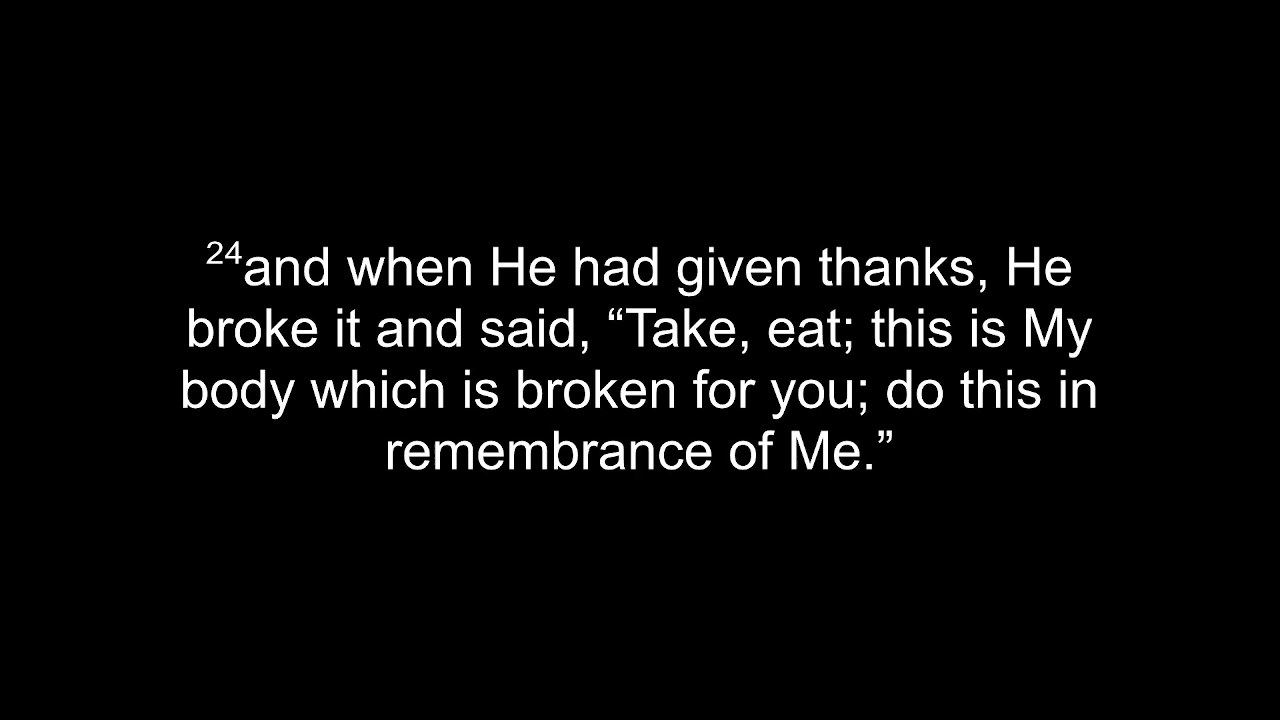 ²⁴and when He had given thanks, He
broke it and said, “Take, eat; this is My
body which is broken for you; do this in
remembrance of Me.”